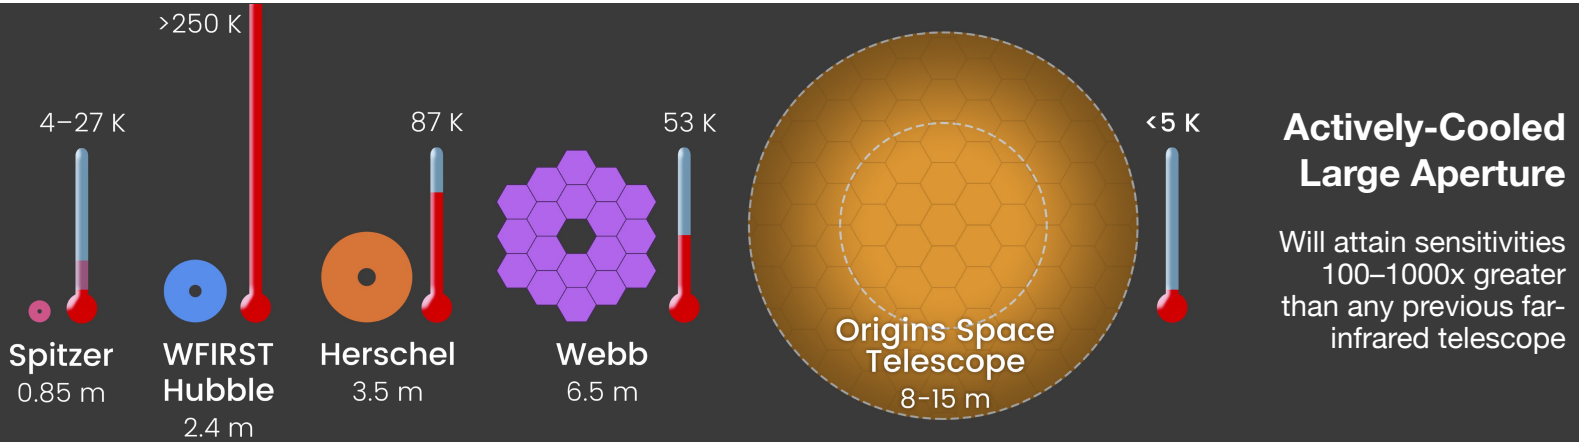 >250 K
4–27 K
87 K
53 K
<5 K
Spitzer
0.85 m
WFIRST
Hubble
2.4 m
Herschel
3.5 m
Webb
6.5 m
Origins Space
Telescope
8-15 m
Actively-Cooled
Large Aperture
Will attain sensitivities
100–1000x greater
than any previous far-
infrared telescope